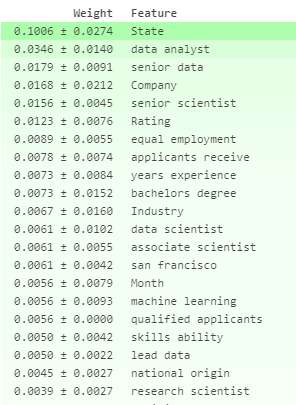 Weight Feature
0.1006 ± 0.0274 State
0.0346 ± 0.0140 data analyst
0.0179 ± 0.0091 senior data
0.0168 ± 0.0212 Company
0.0156 ± 0.0045 senior scientist
0.0123 ± 0.0076 Rating
0.0089 ± 0.0055 equal employment
0.0078 ± 0.0074 applicants receive
0.0073 ± 0.0084 years experience
0.0073 ± 0.0152 bachelors degree
0.0067 ± 0.0160 Industry
0.0061 ± 0.0102 data scientist
0.0061 ± 0.0055 associate scientist
0.0061 ± 0.0042 san francisco
0.0056 ± 0.0079 Month
0.0056 ± 0.0093 machine learning
0.0056 ± 0.0000 qualified applicants
0.0050 ± 0.0042 skills ability
0.0050 ± 0.0022 lead data
0.0045 ± 0.0027 national origin
0.0039 ± 0.0027 research scientist